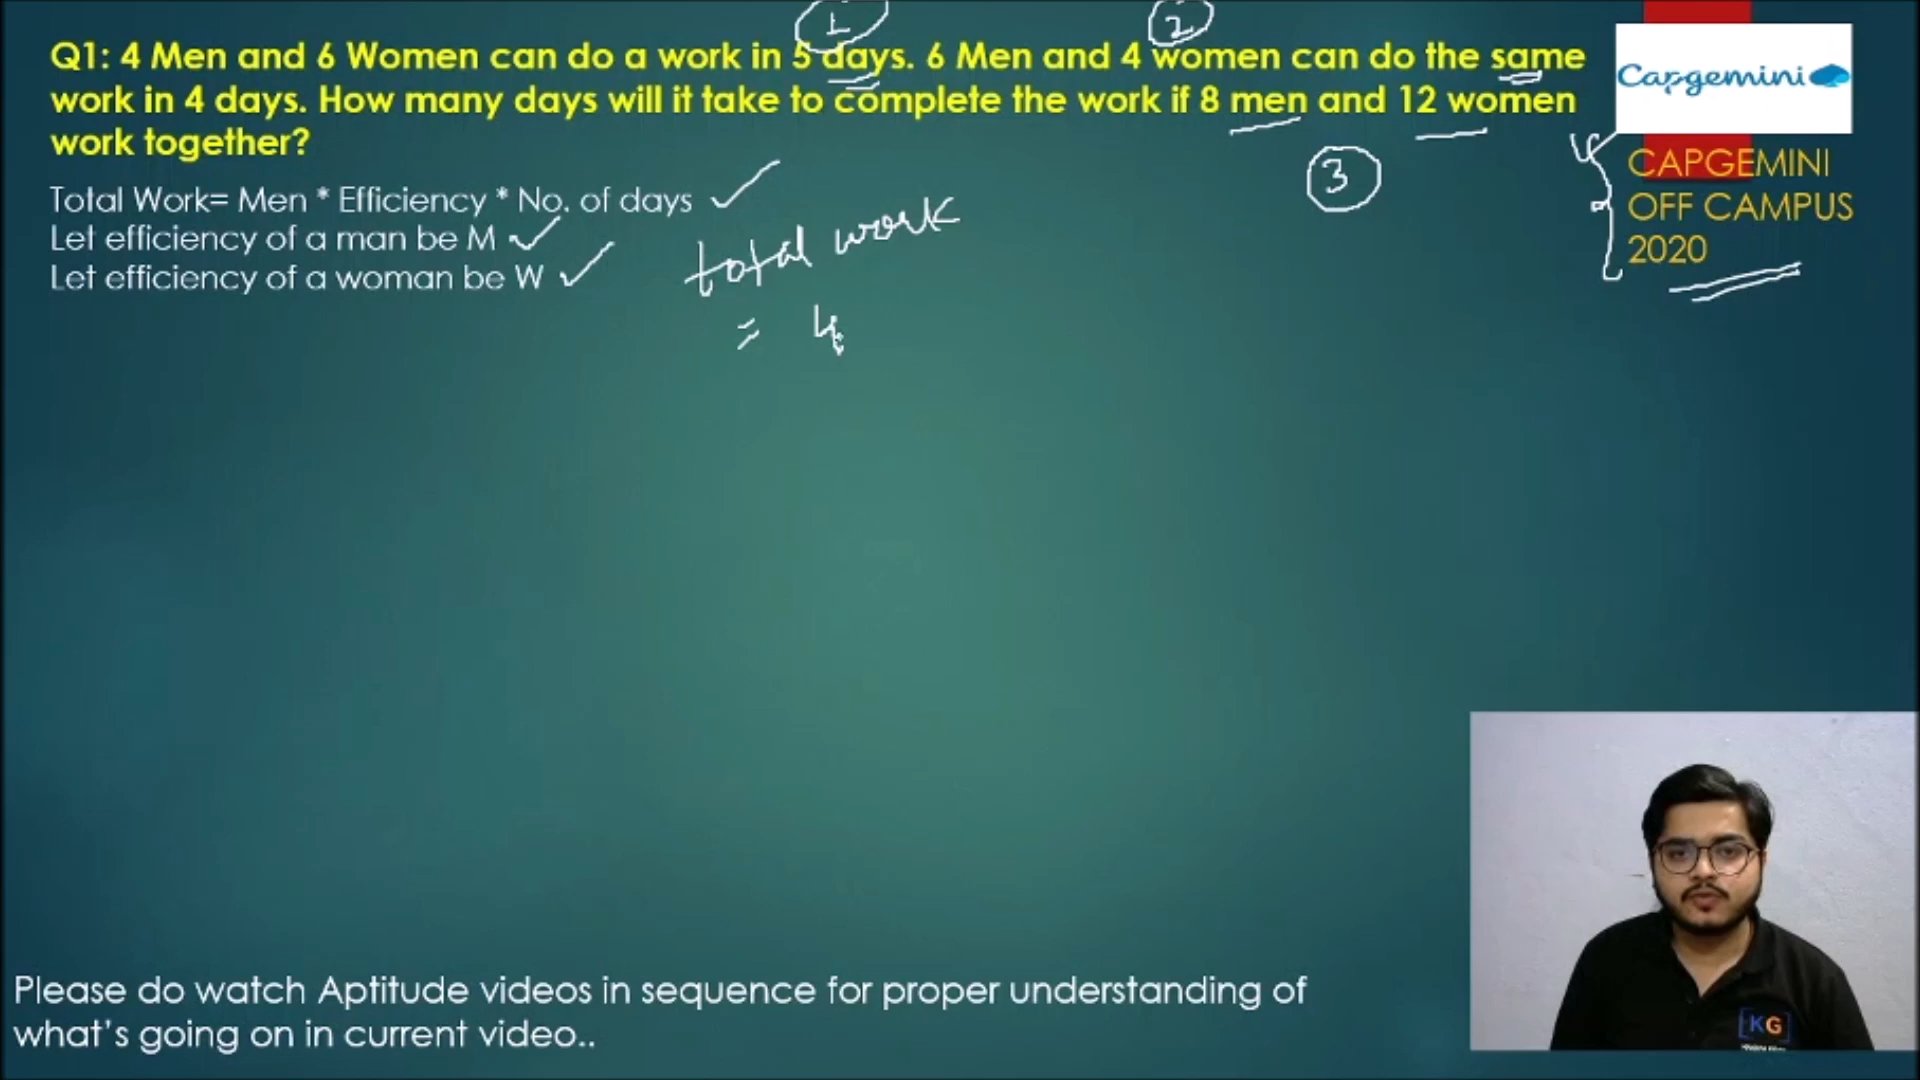 1
2
Q1: 4 Men and 6 Women can do a work in 5 days. 6 Men and 4 women can do the same
work in 4 days. How many days will it take to complete the work if 8 men and 12 women
work together?
Capgemini
3
CAPGEMINI
OFF CAMPUS
2020
Total Work= Men * Efficiency * No. of days
Let efficiency of a man be M
Let efficiency of a woman be W
total work
= 4
KG
Please do watch Aptitude videos in sequence for proper understanding of
what's going on in current video..